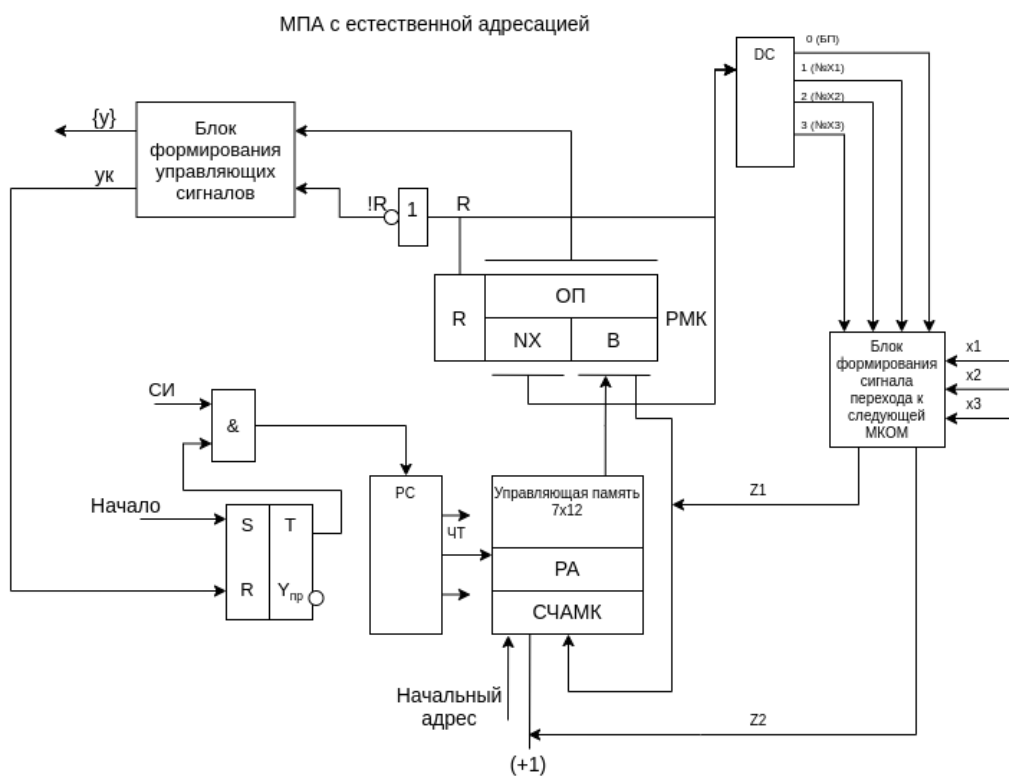 МПА с естественной адресацией
0 (БП)
DC
1 (№X1)
2 (№X2)
3 (№X3)
{y}
Блок
формирования
управляющих
сигналов
ук
!R
1
R
ОП
R
NX
В
РМК
Блок
формирования
сигнала
перехода к
следующей
МКОМ
x1
x2
x3
СИ
&
Начало
S
T
R
Yпр
РС
ЧТ
Управляющая память
7x12
РА
СЧАМК
Z1
Начальный
адрес
Z2
(+1)